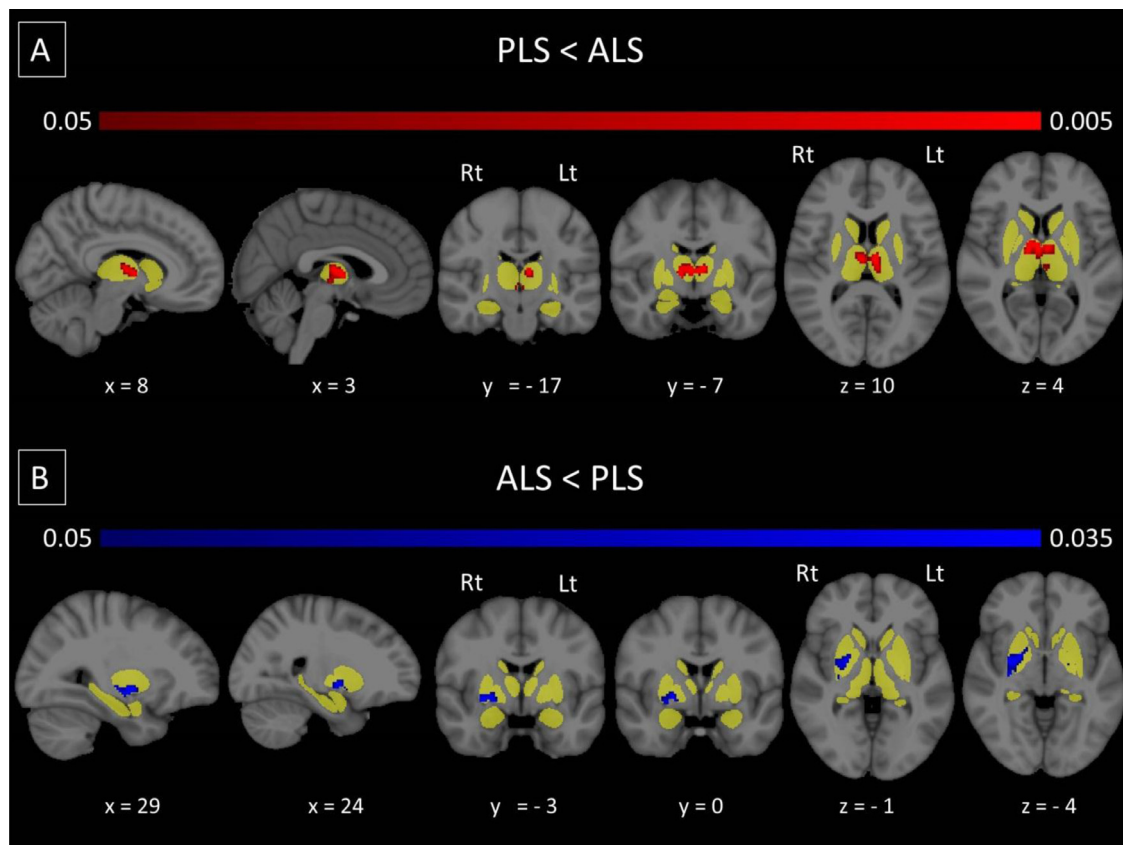 A
PLS < ALS
0.05 0.005
Rt Lt Rt Lt
x = 8 x = 3 y = - 17 y = - 7 z = 10 z = 4
B
ALS < PLS
0.05 0.035
Rt Lt Rt Lt
x = 29 x = 24 y = - 3 y = 0 z = - 1 z = - 4